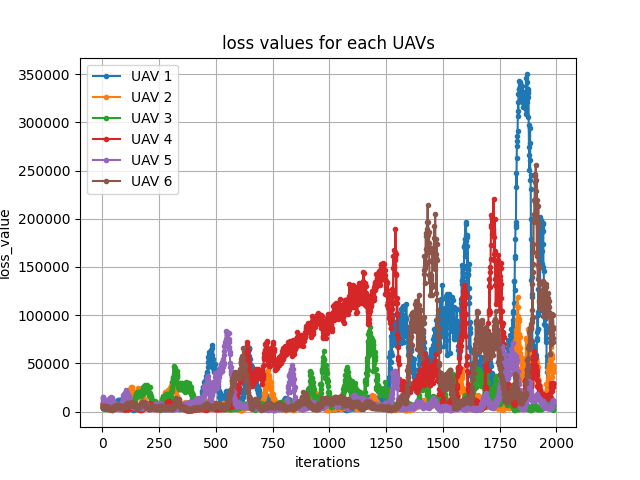 loss values for each UAVs
350000
300000
250000
200000
150000
100000
50000
0
loss_value
UAV 1
UAV 2
UAV 3
UAV 4
UAV 5
UAV 6
0 250 500 750 1000 1250 1500 1750 2000
iterations